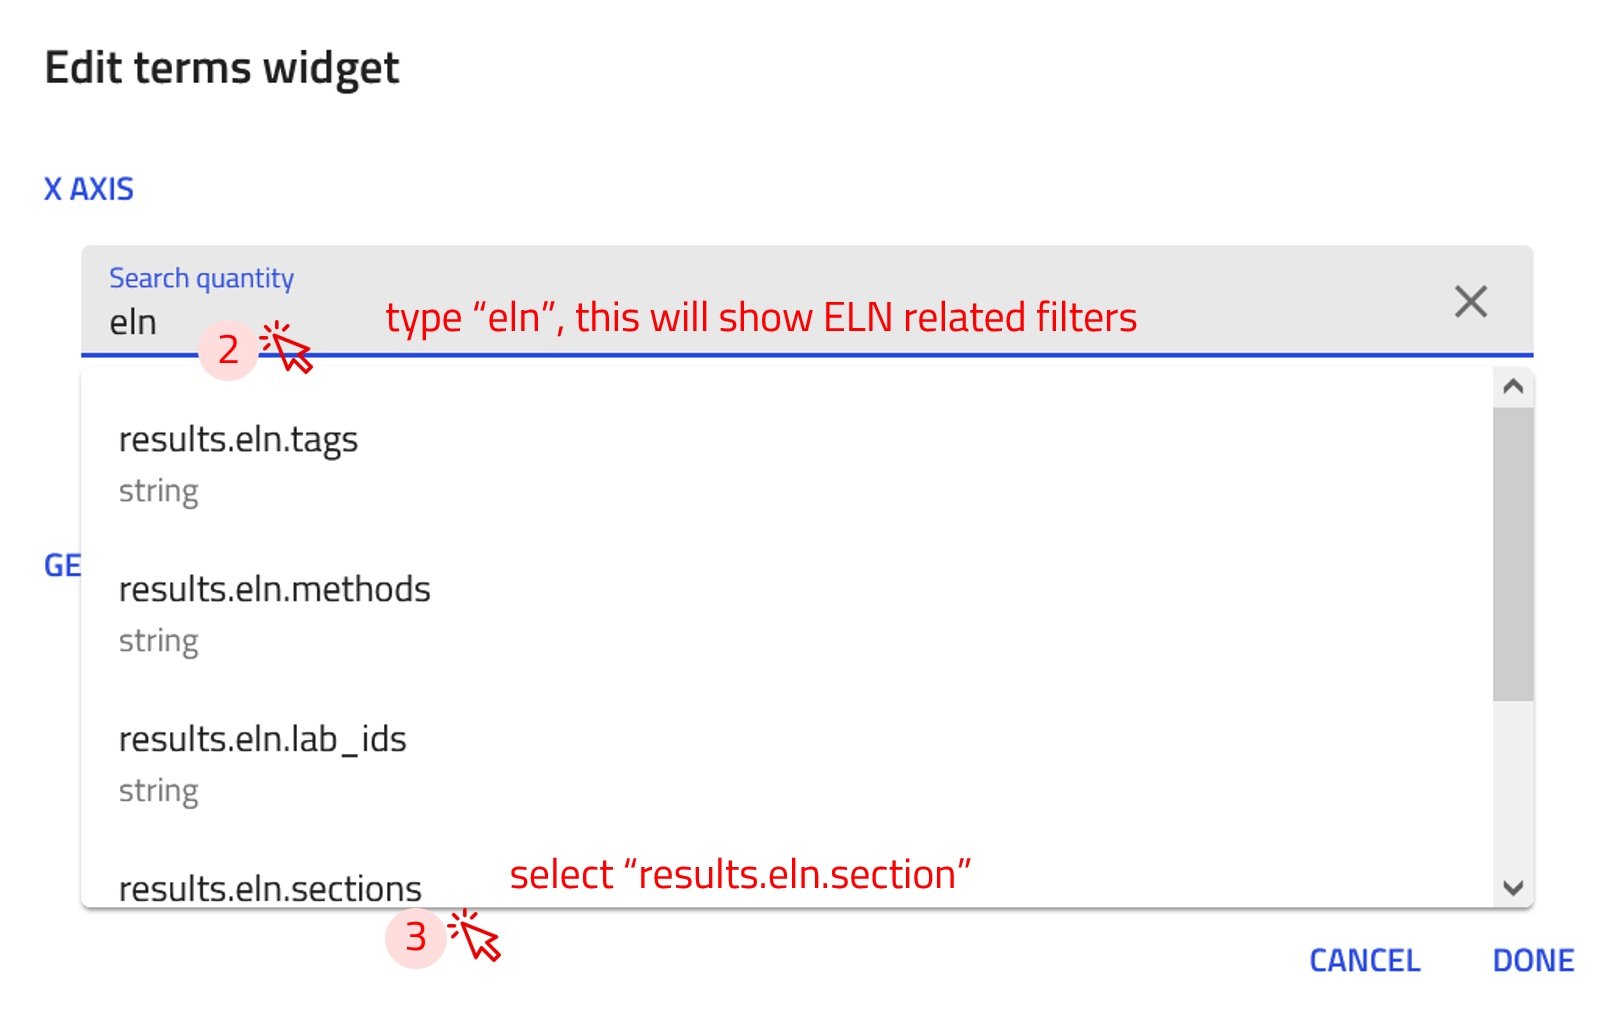 Edit terms widget
X AXIS
Search quantity
eln
type “eln”, this will show ELN related filters
2
results.eln.tags
string
GE
results.eln.methods
string
results.eln.lab_ids
string
results.eln.sections
select “results.eln.section”
3
CANCEL DONE